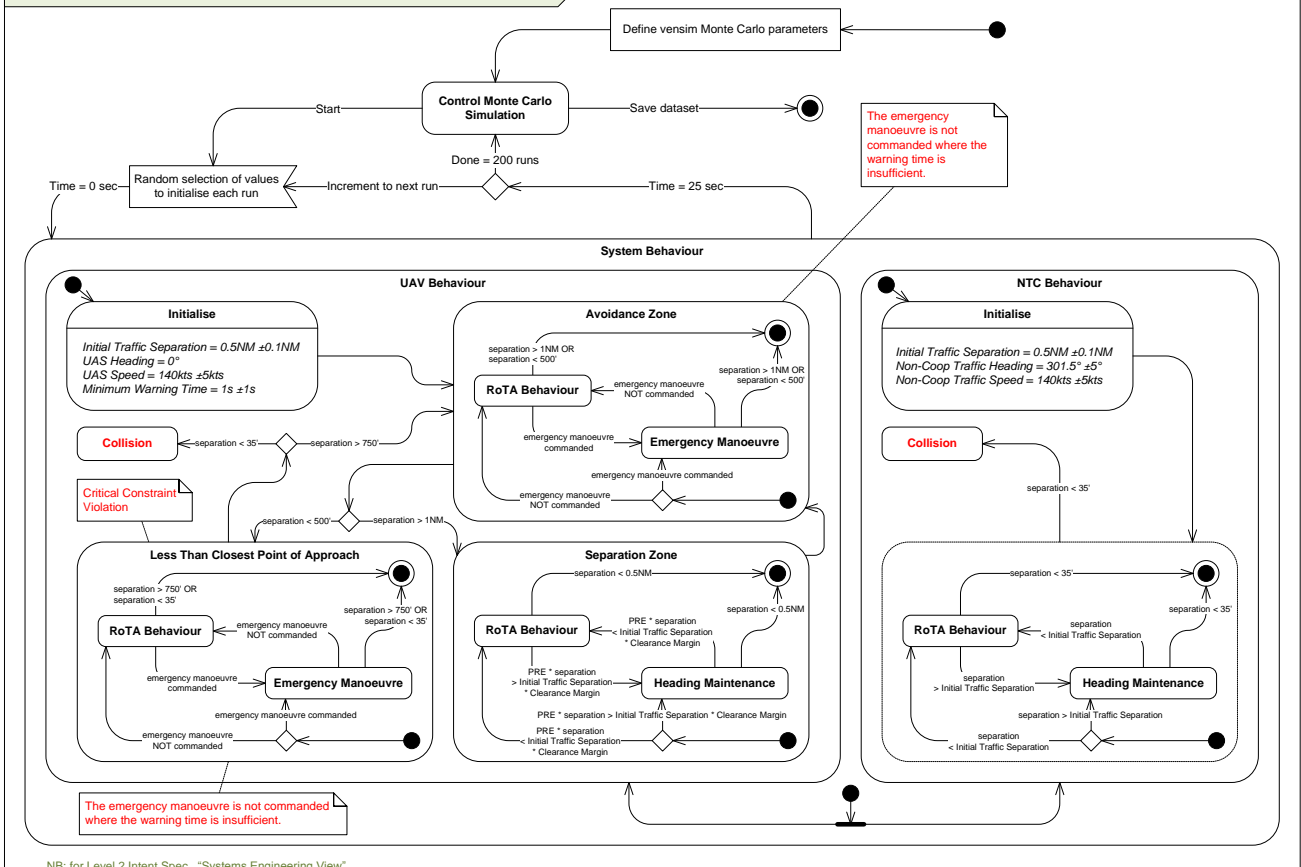 Define vensim Monte Carlo parameters
Control Monte Carlo
Simulation
Start
Save dataset
The emergency
manoeuvre is not
commanded where the
warning time is
insufficient.
Done = 200 runs
Time = 0 sec
Random selection of values
to initialise each run
Increment to next run
Time = 25 sec
System Behaviour
UAV Behaviour
Initialise
Initial Traffic Separation = 0.5NM ±0.1NM
UAS Heading = 0°
UAS Speed = 140kts ±5kts
Minimum Warning Time = 1s ±1s
Collision
separation < 35'
separation > 750'
Critical Constraint
Violation
separation < 500'
separation > 1NM
Avoidance Zone
separation > 1NM OR
separation < 500'
separation > 1NM OR
separation < 500'
RoTA Behaviour
emergency manoeuvre
NOT commanded
emergency manoeuvre
commanded
Emergency Manoeuvre
emergency manoeuvre commanded
emergency manoeuvre
NOT commanded
Less Than Closest Point of Approach
separation > 750' OR
separation < 35'
separation > 750' OR
separation < 35'
RoTA Behaviour
emergency manoeuvre
NOT commanded
emergency manoeuvre
commanded
Emergency Manoeuvre
emergency manoeuvre commanded
emergency manoeuvre
NOT commanded
The emergency manoeuvre is not commanded
where the warning time is insufficient.
Separation Zone
separation < 0.5NM
separation < 0.5NM
RoTA Behaviour
PRE * separation
< Initial Traffic Separation
* Clearance Margin
PRE * separation
> Initial Traffic Separation
* Clearance Margin
Heading Maintenance
PRE * separation > Initial Traffic Separation * Clearance Margin
PRE * separation
< Initial Traffic Separation
* Clearance Margin
NTC Behaviour
Initialise
Initial Traffic Separation = 0.5NM ±0.1NM
Non-Coop Traffic Heading = 301.5° ±5°
Non-Coop Traffic Speed = 140kts ±5kts
Collision
separation < 35'
separation < 35'
separation < 35'
RoTA Behaviour
separation
< Initial Traffic Separation
separation
> Initial Traffic Separation
Heading Maintenance
separation > Initial Traffic Separation
separation
< Initial Traffic Separation
NB: for Level 2 Intent Spec. "Systems Engineering View"